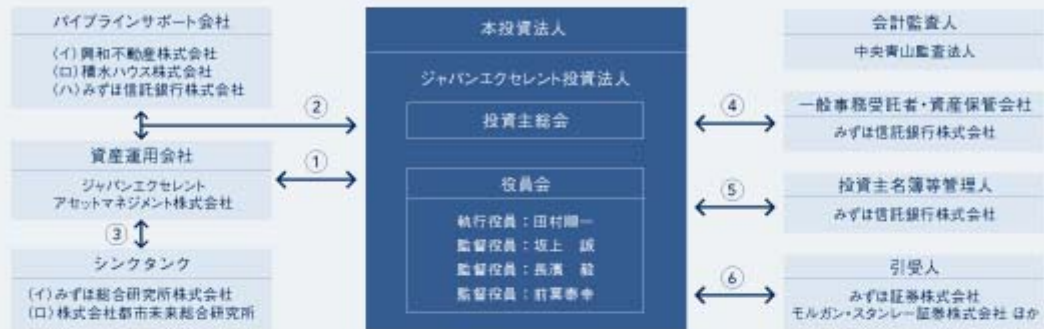 パイプラインサポート会社
(イ)興和不動産株式会社
(ロ)積水ハウス株式会社
(ハ)みずほ信託銀行株式会社
②
資産運用会社
ジャパンエクセレント
アセットマネジメント株式会社
①
③
シンクタンク
(イ)みずほ総合研究所株式会社
(ロ)株式会社都市未来総合研究所
本投資法人
ジャパンエクセレント投資法人
投資主総会
役員会
執行役員:田村順一
監督役員:坂上 誠
監督役員:長濱 毅
監督役員:前葉泰幸
会計監査人
中央青山監査法人
④
一般事務受託者・資産保管会社
みずほ信託銀行株式会社
⑤
投資主名簿等管理人
みずほ信託銀行株式会社
⑥
引受人
みずほ証券株式会社
モルガン・スタンレー証券株式会社 ほか